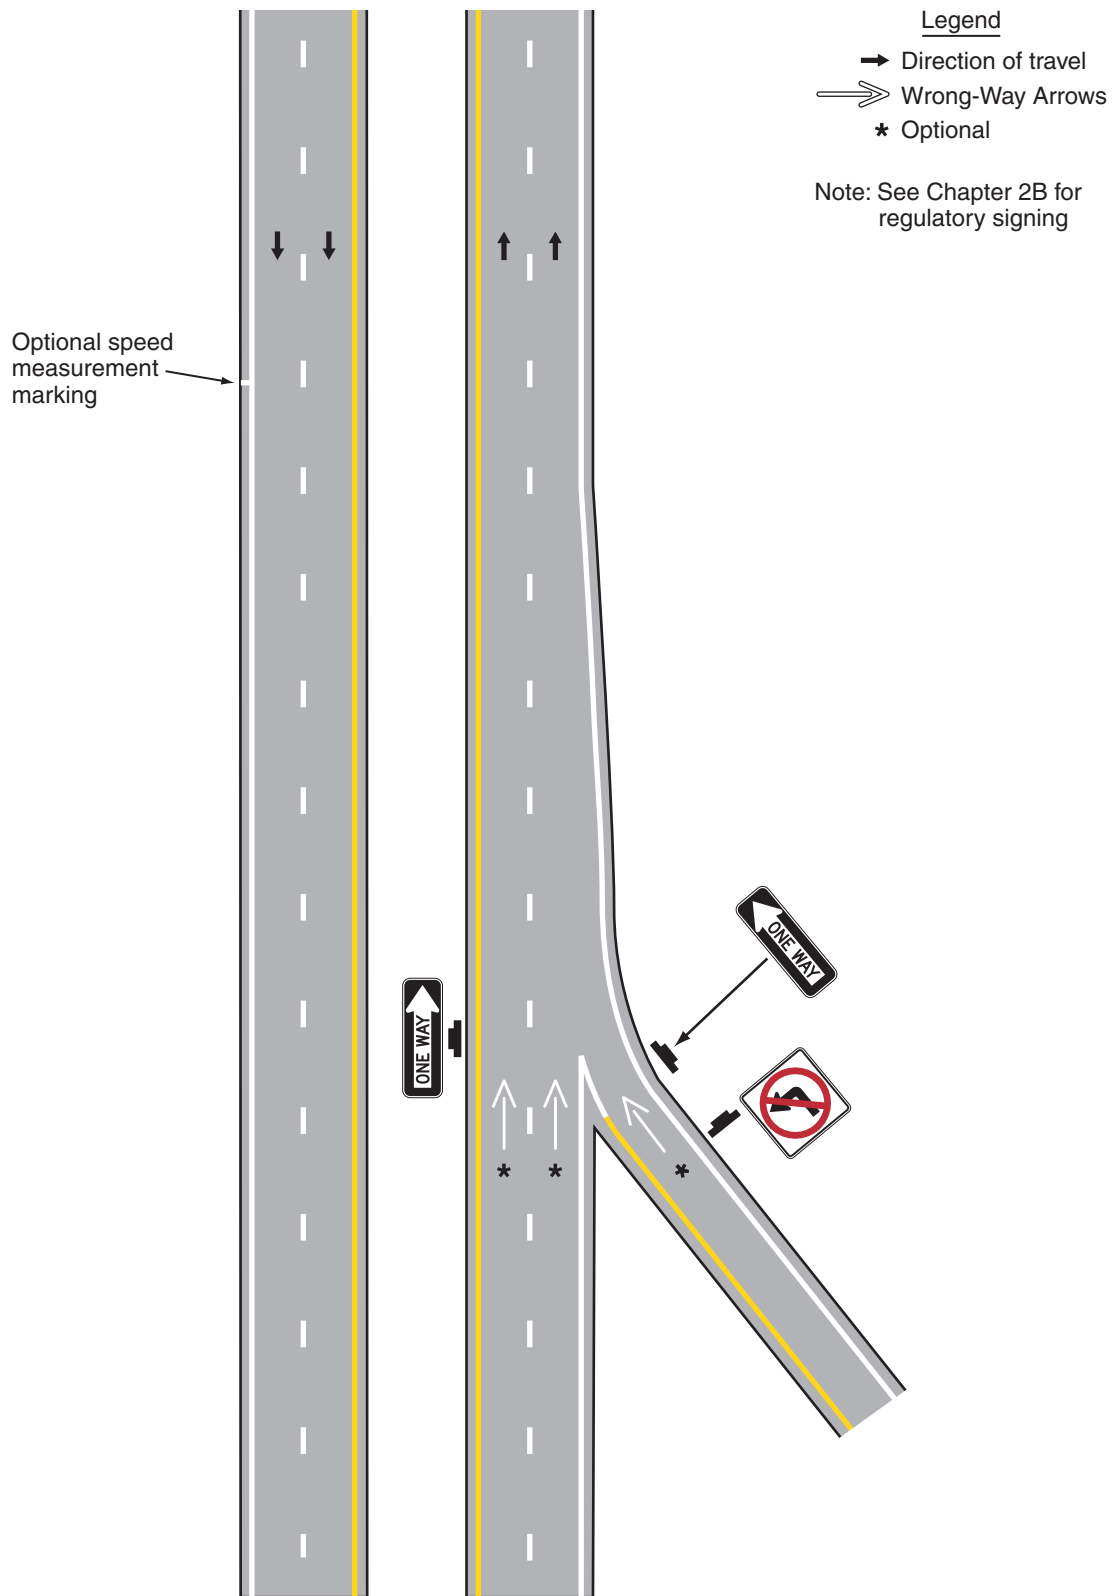 Legend
Direction of travel
Wrong-Way Arrows
* Optional
Note: See Chapter 2B for
regulatory signing
Optional speed
measurement
marking
ONE WAY
ONE WAY
* *
*